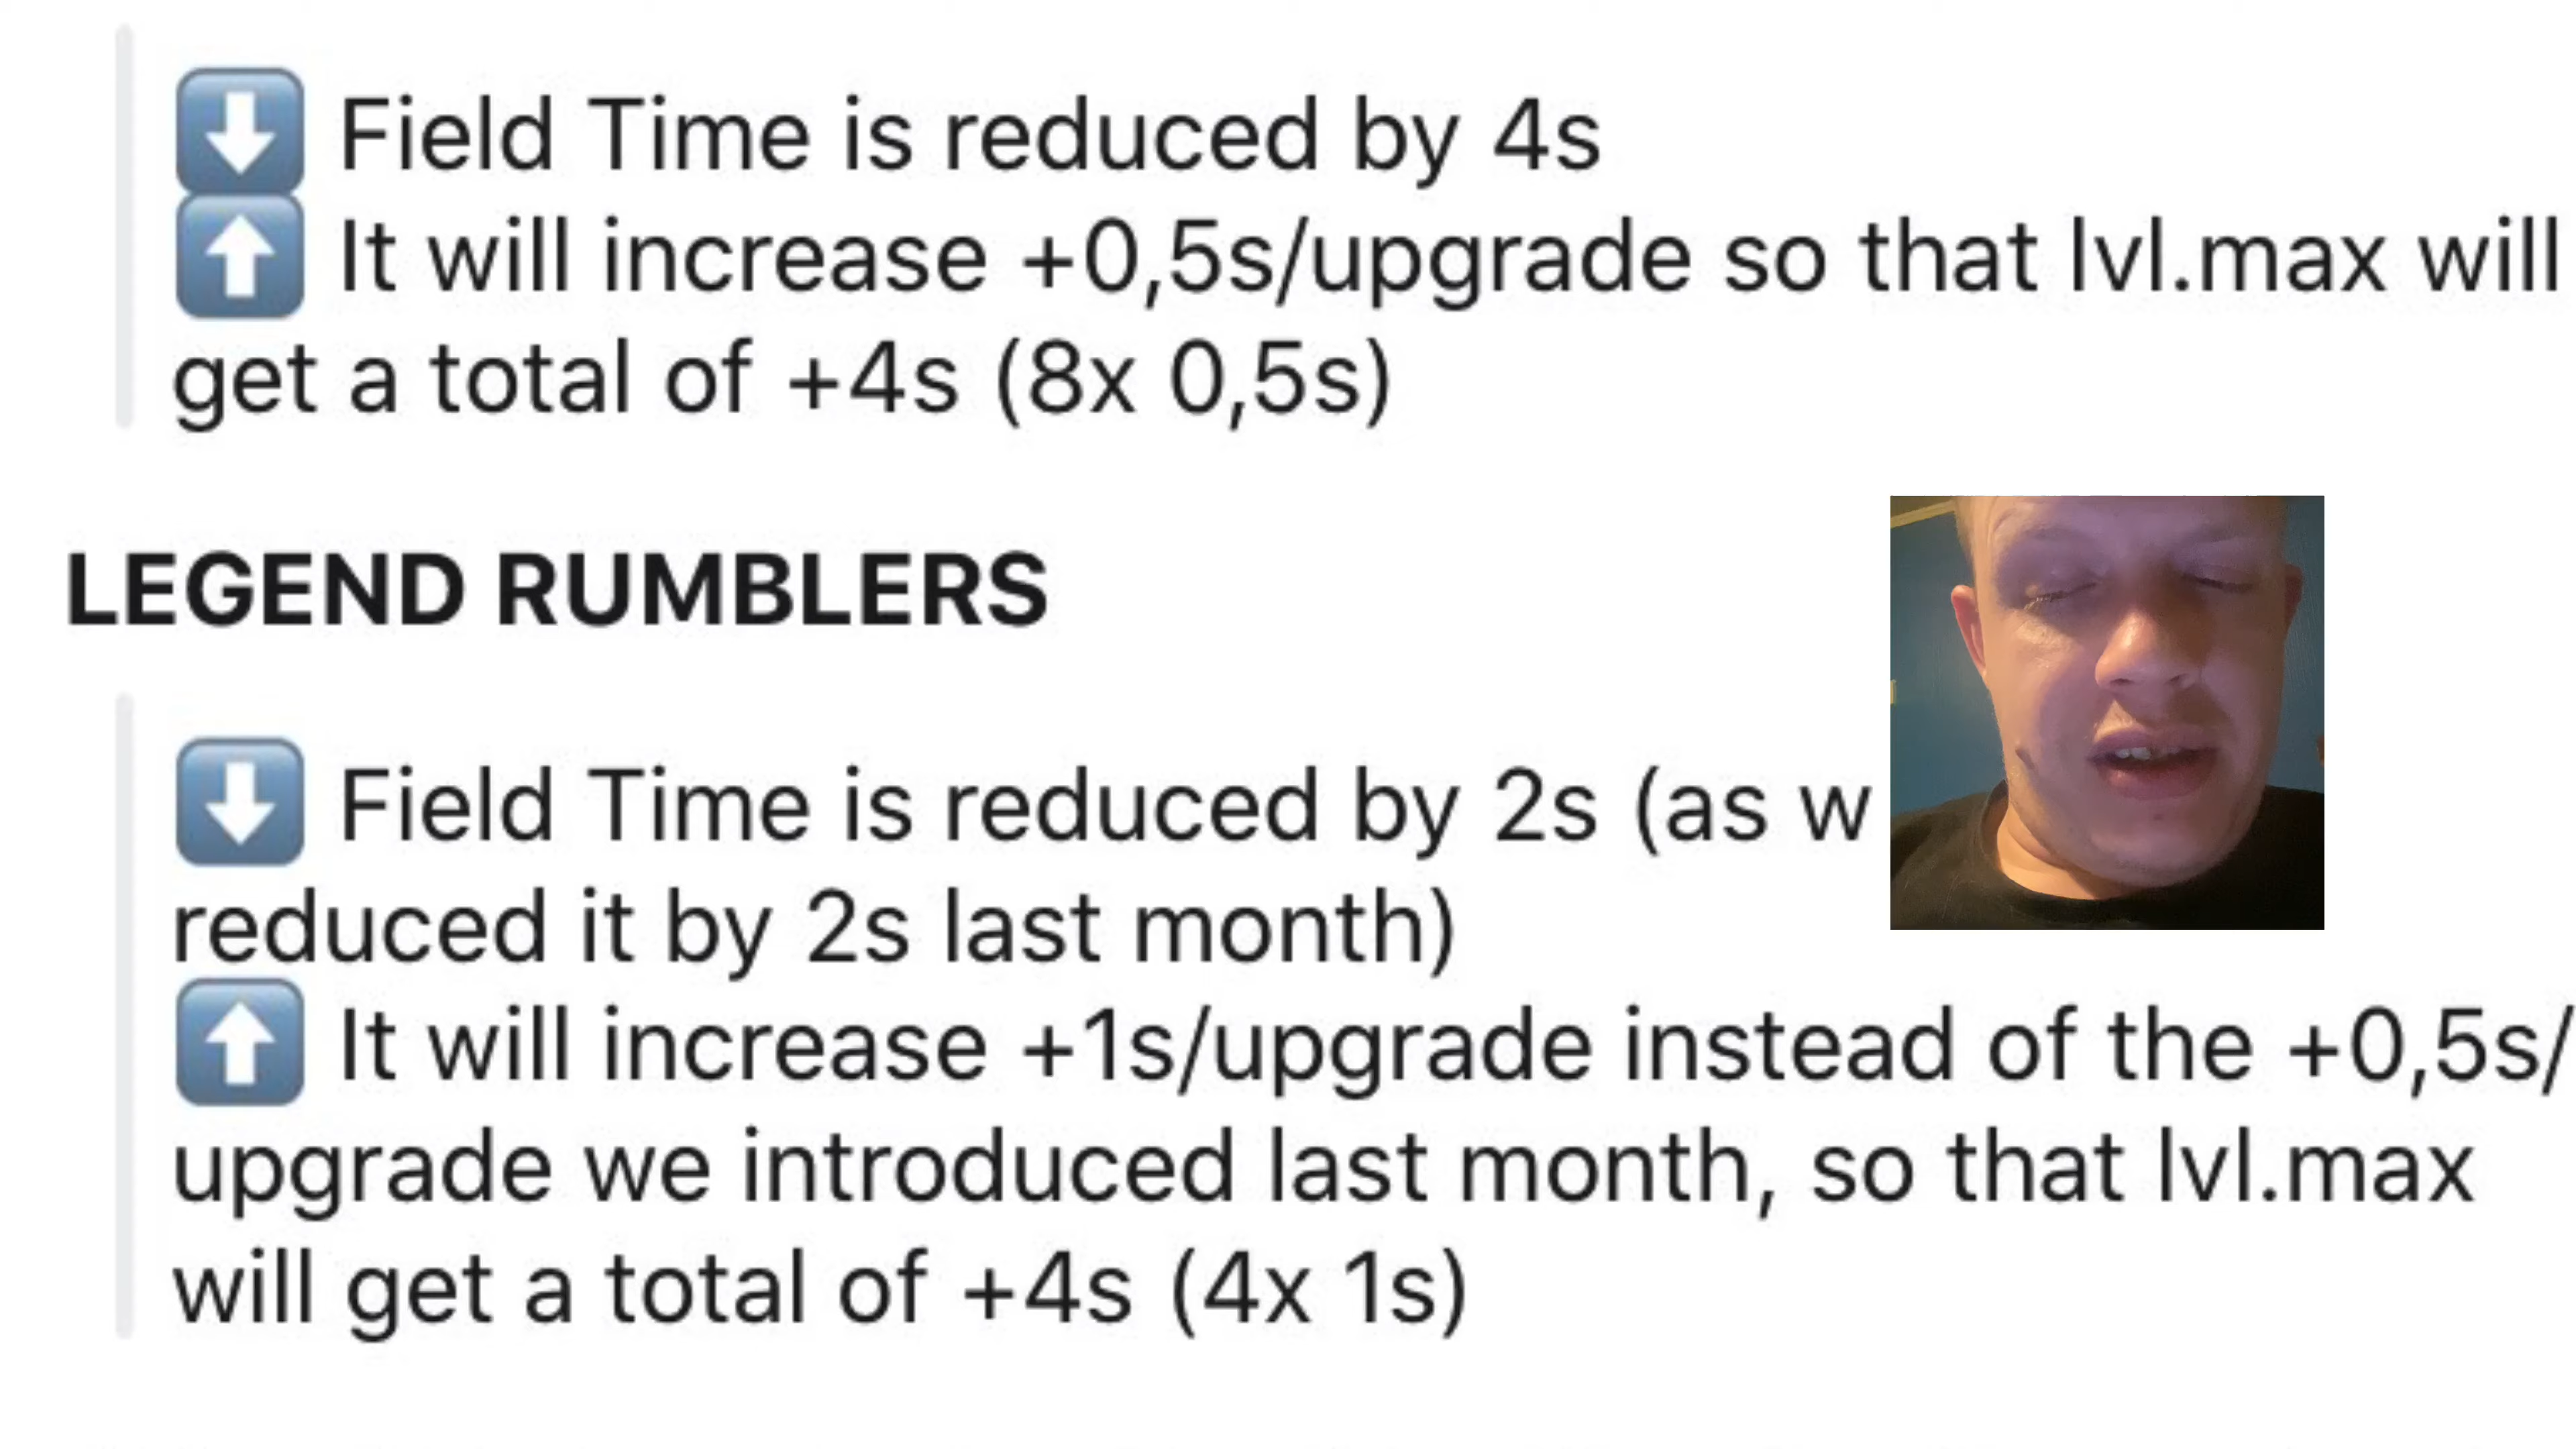 ⬇️ Field Time is reduced by 4s
⬆️ It will increase +0,5s/upgrade so that lvl.max will
get a total of +4s (8x 0,5s)
LEGEND RUMBLERS
⬇️ Field Time is reduced by 2s (as w
reduced it by 2s last month)
⬆️ It will increase +1s/upgrade instead of the +0,5s/
upgrade we introduced last month, so that lvl.max
will get a total of +4s (4x 1s)